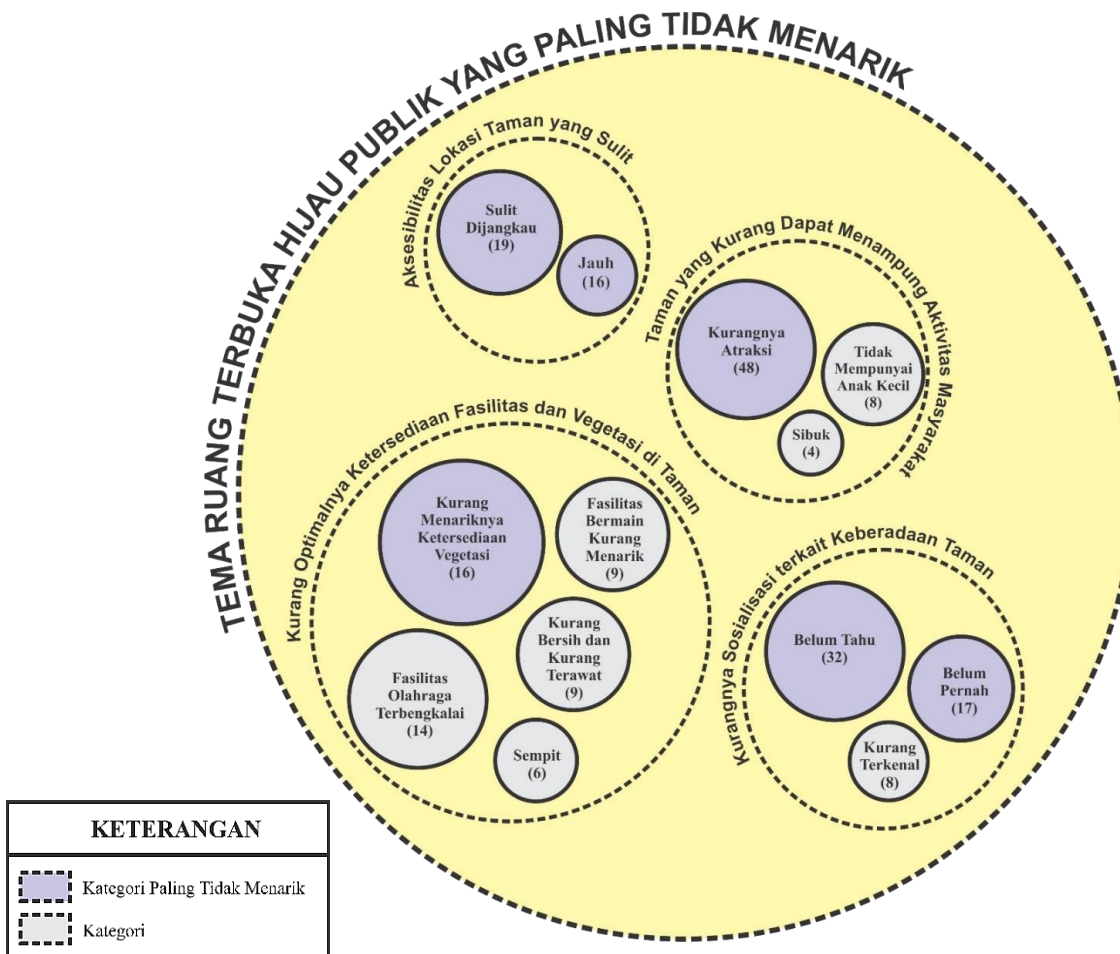 TEMA RUANG TERBUKA HIJAU PUBLIK YANG PALING TIDAK MENARIK
Aksesibilitas Lokasi Taman yang Sulit
Sulit
Dijangkau
(19)
Jauh
(16)
Taman yang Kurang Dapat Menampung Aktivitas Masyarakat
Kurangnya
Atraksi
(48)
Tidak
Mempunyai
Anak Kecil
(8)
Sibuk
(4)
Kurang Optimalnya Ketersediaan Fasilitas dan Vegetasi di Taman
Kurang
Menariknya
Ketersediaan
Vegetasi
(16)
Fasilitas
Bermain
Kurang
Menarik
(9)
Kurang
Bersih dan
Kurang
Terawat
(9)
Fasilitas
Olahraga
Terbengkalai
(14)
Sempit
(6)
Kurangnya Sosialisasi terkait Keberadaan Taman
Belum Tahu
(32)
Belum
Pernah
(17)
Kurang
Terkenal
(8)
KETERANGAN
Kategori Paling Tidak Menarik
Kategori